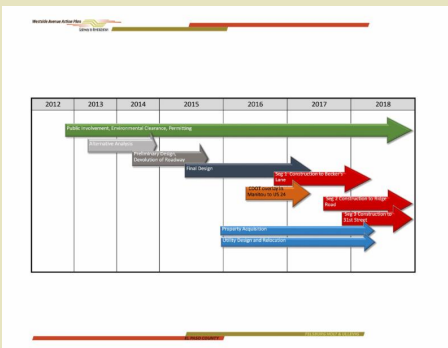 Westside Avenue Action Plan
2012 2013 2014 2015 2016 2017 2018
Public Involvement, Environmental Clearance, Permitting
Alternative Analysis
Preliminary Design,
Devolution of Roadway
Final Design
Seg 1 Construction to Becker's
Lane
CDOT overlay in
Manitou to US 24
Seg 2 Construction to Ridge
Road
Seg 3 Construction to
31st Street
Property Acquisition
Utility Design and Relocation
EL PASO COUNTY